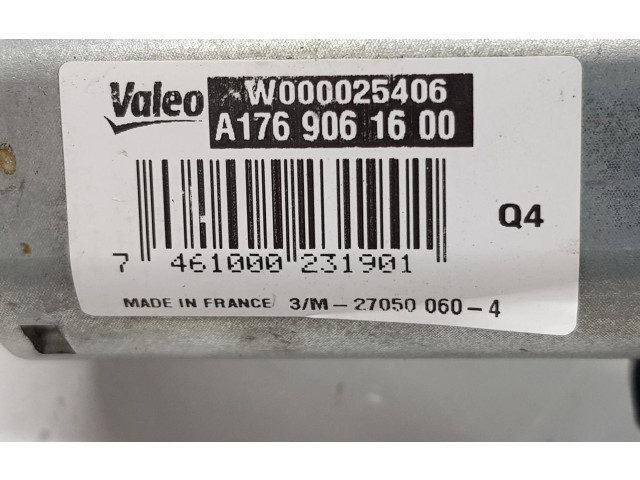 Valeo
W000025406
A176 906 16 00
Q4
7 461000 231901
MADE IN FRANCE 3/M-27050 060-4